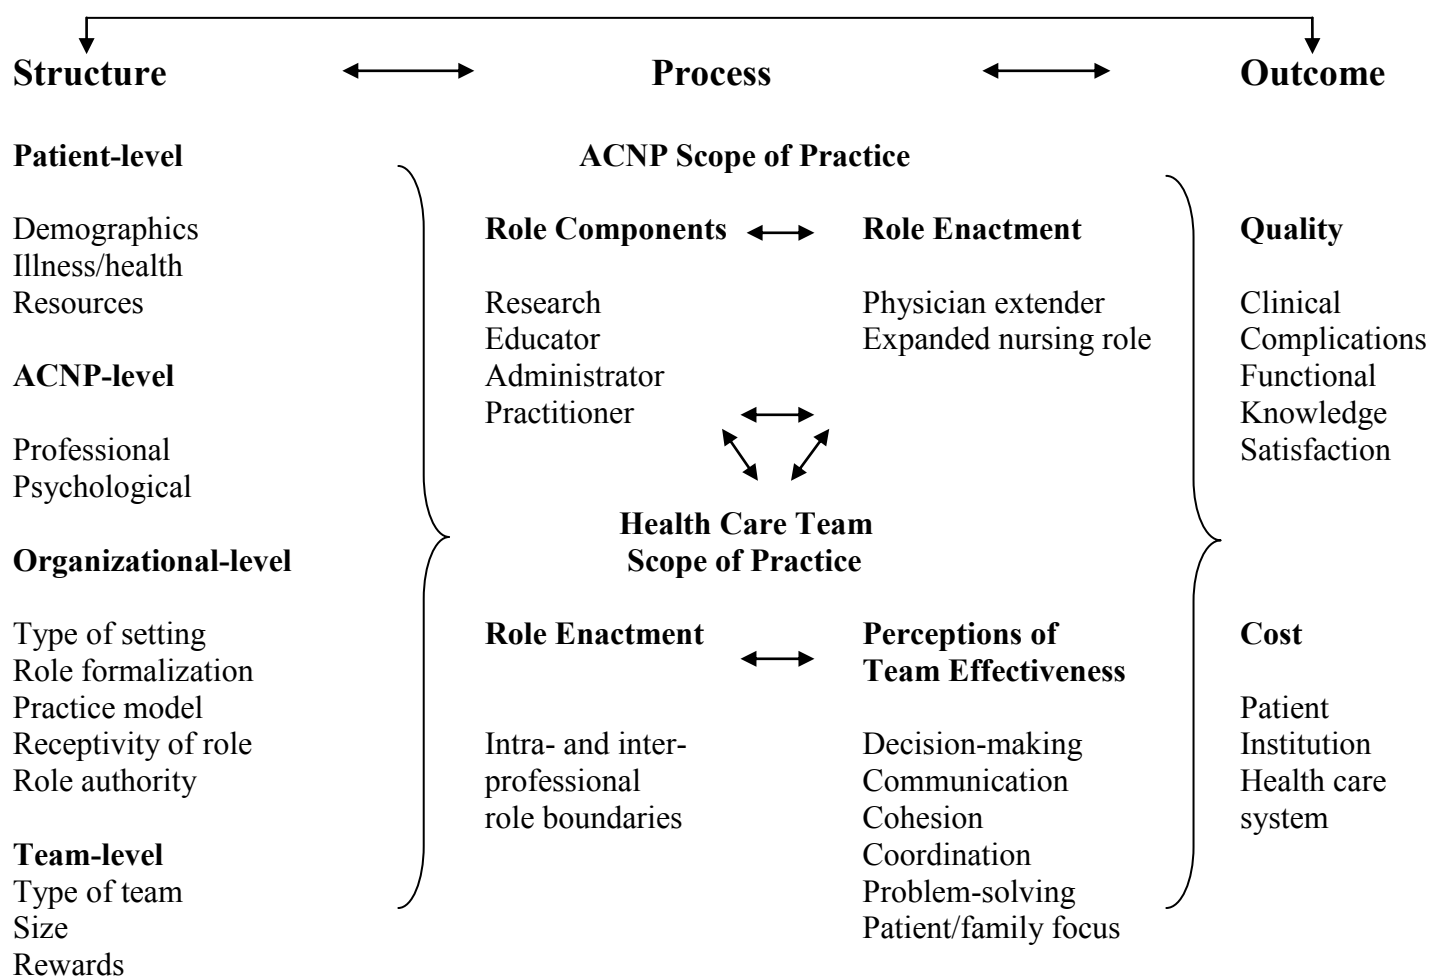 Structure
Process
Outcome
Patient-level
Demographics
Illness/health
Resources
ACNP-level
Professional
Psychological
Organizational-level
Type of setting
Role formalization
Practice model
Receptivity of role
Role authority
Team-level
Type of team
Size
Rewards
ACNP Scope of Practice
Role Components
Research
Educator
Administrator
Practitioner
Role Enactment
Physician extender
Expanded nursing role
Health Care Team
Scope of Practice
Role Enactment
Intra- and inter-
professional
role boundaries
Perceptions of
Team Effectiveness
Decision-making
Communication
Cohesion
Coordination
Problem-solving
Patient/family focus
Quality
Clinical
Complications
Functional
Knowledge
Satisfaction
Cost
Patient
Institution
Health care
system